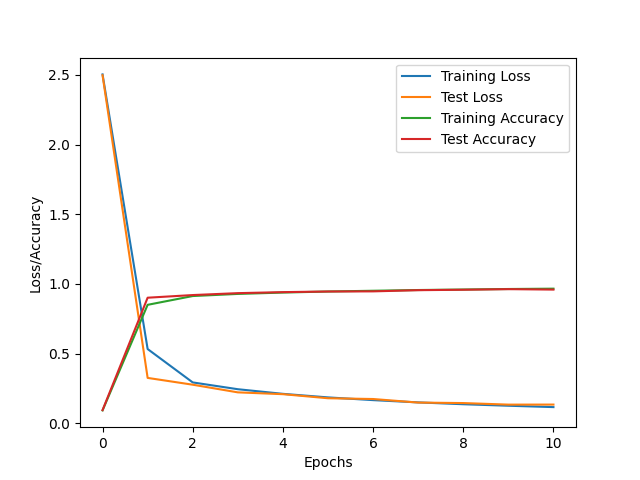 2.5
2.0
1.5
1.0
0.5
0.0
Loss/Accuracy
Training Loss
Test Loss
Training Accuracy
Test Accuracy
0 2 4 6 8 10
Epochs